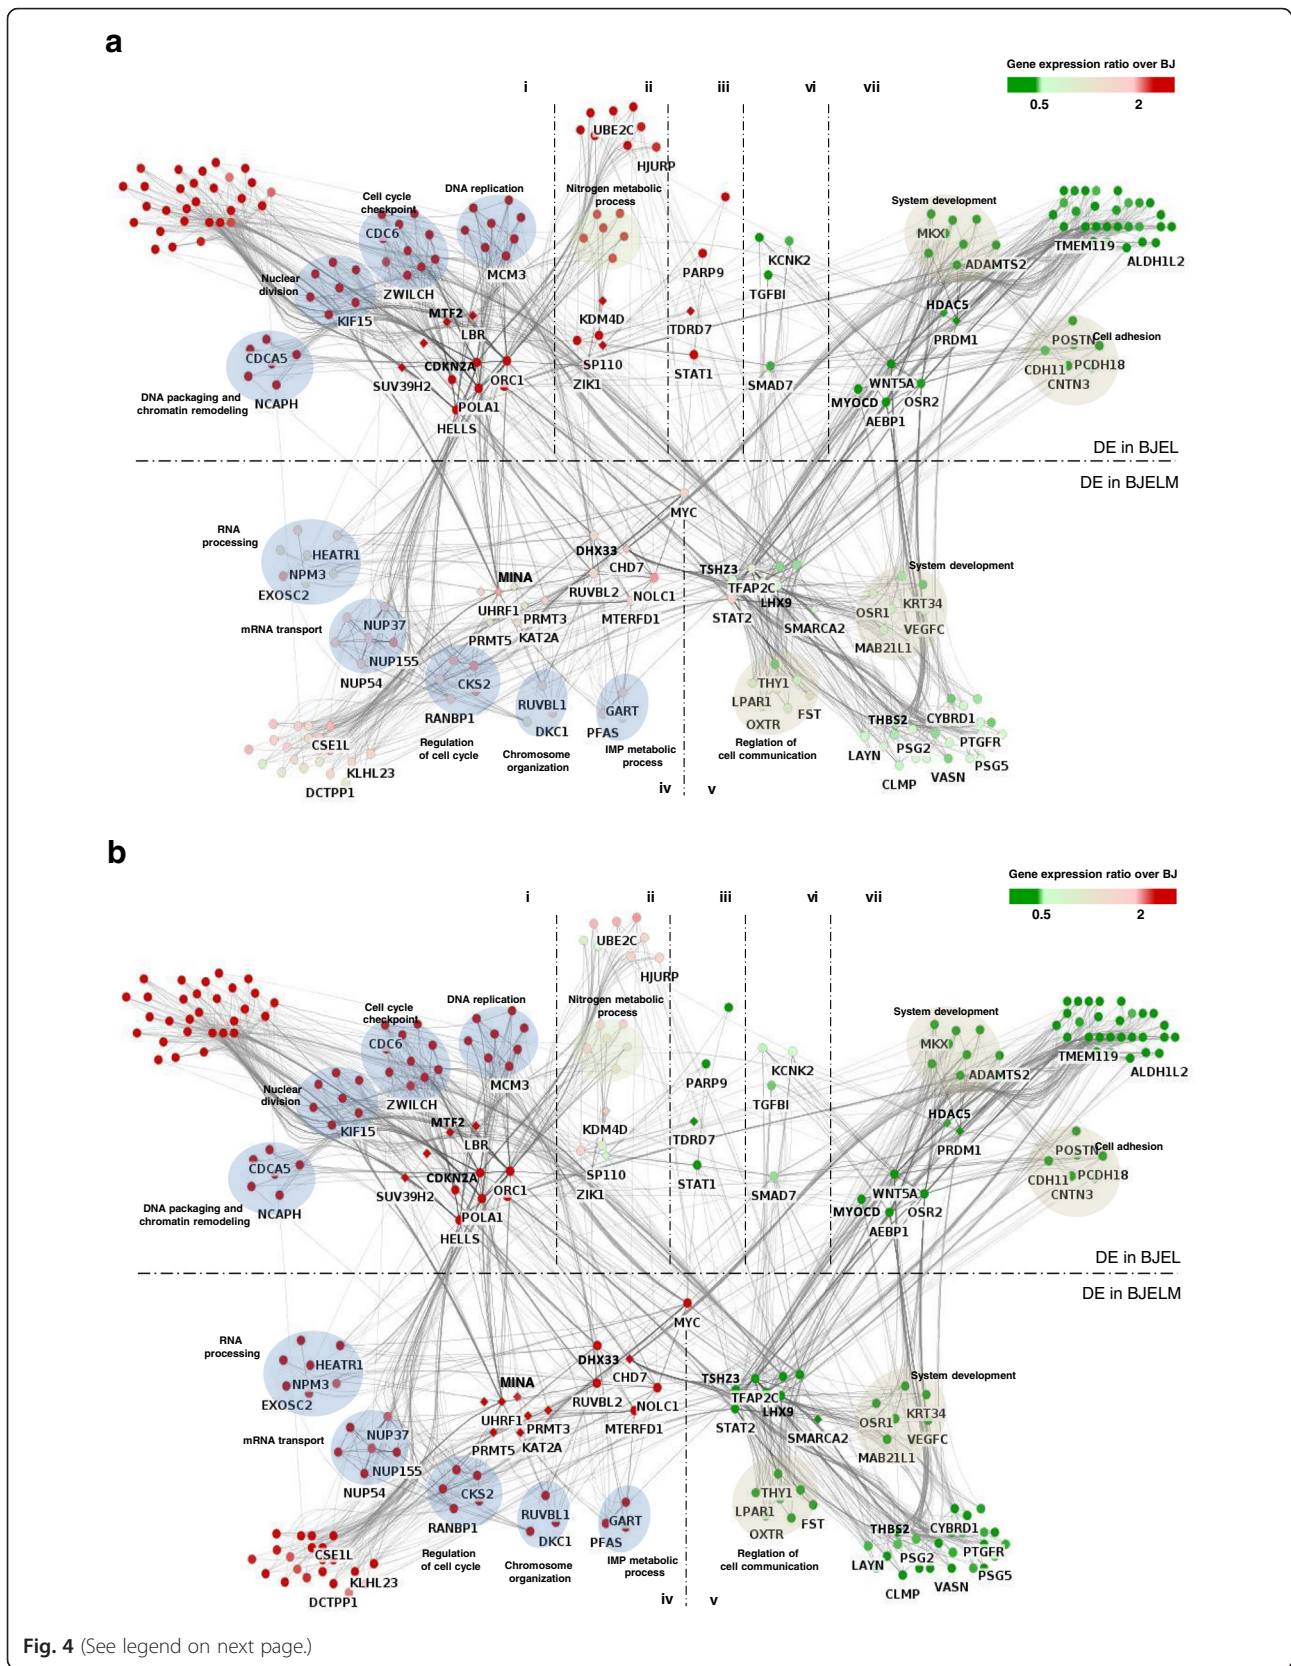 a
Gene expression ratio over BJ
0.5
2
i
ii
iii
vi
vii
UBE2C
HJURP
Cell cycle
checkpoint
DNA replication
Nitrogen metabolic
process
System development
CDC6
MKX
TMEM119
ALDH1L2
KCNK2
ADAMTS2
PARP9
MCM3
Nuclear
division
ZWILCH
TGFBI
HDAC5
KIF15
MTF2
LBR
KDM4D
TDRD7
PRDM1
POSTN
Cell adhesion
CDCA5
CDKN2A
SP110
STAT1
SMAD7
WNT5A
CDH11
PCDH18
CNTN3
SUV39H2
ORC1
ZIK1
DNA packaging and
chromatin remodeling
NCAPH
POLA1
MYOCD
OSR2
AEBP1
HELLS
DE in BJEL
DE in BJELM
MYC
RNA
processing
HEATR1
NPM3
EXOSC2
DHX33
CHD7
TSHZ3
System development
MINA
RUVBL2
NOLC1
TFAP2C
LHX9
UHRF1
OSR1
KRT34
mRNA transport
NUP37
PRMT3
MTERFD1
STAT2
SMARCA2
VEGFC
PRMT5
KAT2A
MAB21L1
NUP155
NUP54
CKS2
THY1
RANBP1
RUVBL1
GART
LPAR1
FST
OXTR
THBS2
CYBRD1
DKC1
PFAS
CSE1L
Regulation
of cell cycle
Chromosome
organization
IMP metabolic
process
Reglation of
cell communication
LAYN
PSG2
PTGFR
KLHL23
PSG5
DCTPP1
VASN
CLMP
iv
v
b
Gene expression ratio over BJ
0.5
2
i
ii
iii
vi
vii
UBE2C
HJURP
Cell cycle
checkpoint
DNA replication
Nitrogen metabolic
process
System development
CDC6
MKX
TMEM119
ALDH1L2
KCNK2
ADAMTS2
PARP9
MCM3
Nuclear
division
ZWILCH
TGFBI
HDAC5
KIF15
MTF2
LBR
KDM4D
TDRD7
PRDM1
POSTN
Cell adhesion
CDCA5
CDKN2A
SP110
STAT1
SMAD7
WNT5A
CDH11
PCDH18
CNTN3
SUV39H2
ORC1
ZIK1
DNA packaging and
chromatin remodeling
NCAPH
POLA1
MYOCD
OSR2
AEBP1
HELLS
DE in BJEL
DE in BJELM
MYC
RNA
processing
HEATR1
NPM3
EXOSC2
DHX33
CHD7
TSHZ3
System development
MINA
RUVBL2
NOLC1
TFAP2C
LHX9
UHRF1
OSR1
KRT34
mRNA transport
NUP37
PRMT3
MTERFD1
STAT2
SMARCA2
VEGFC
PRMT5
KAT2A
MAB21L1
NUP155
NUP54
CKS2
THY1
RANBP1
RUVBL1
GART
LPAR1
FST
OXTR
THBS2
CYBRD1
DKC1
PFAS
CSE1L
Regulation
of cell cycle
Chromosome
organization
IMP metabolic
process
Reglation of
cell communication
LAYN
PSG2
PTGFR
KLHL23
PSG5
DCTPP1
VASN
CLMP
iv
v
Fig. 4 (See legend on next page.)